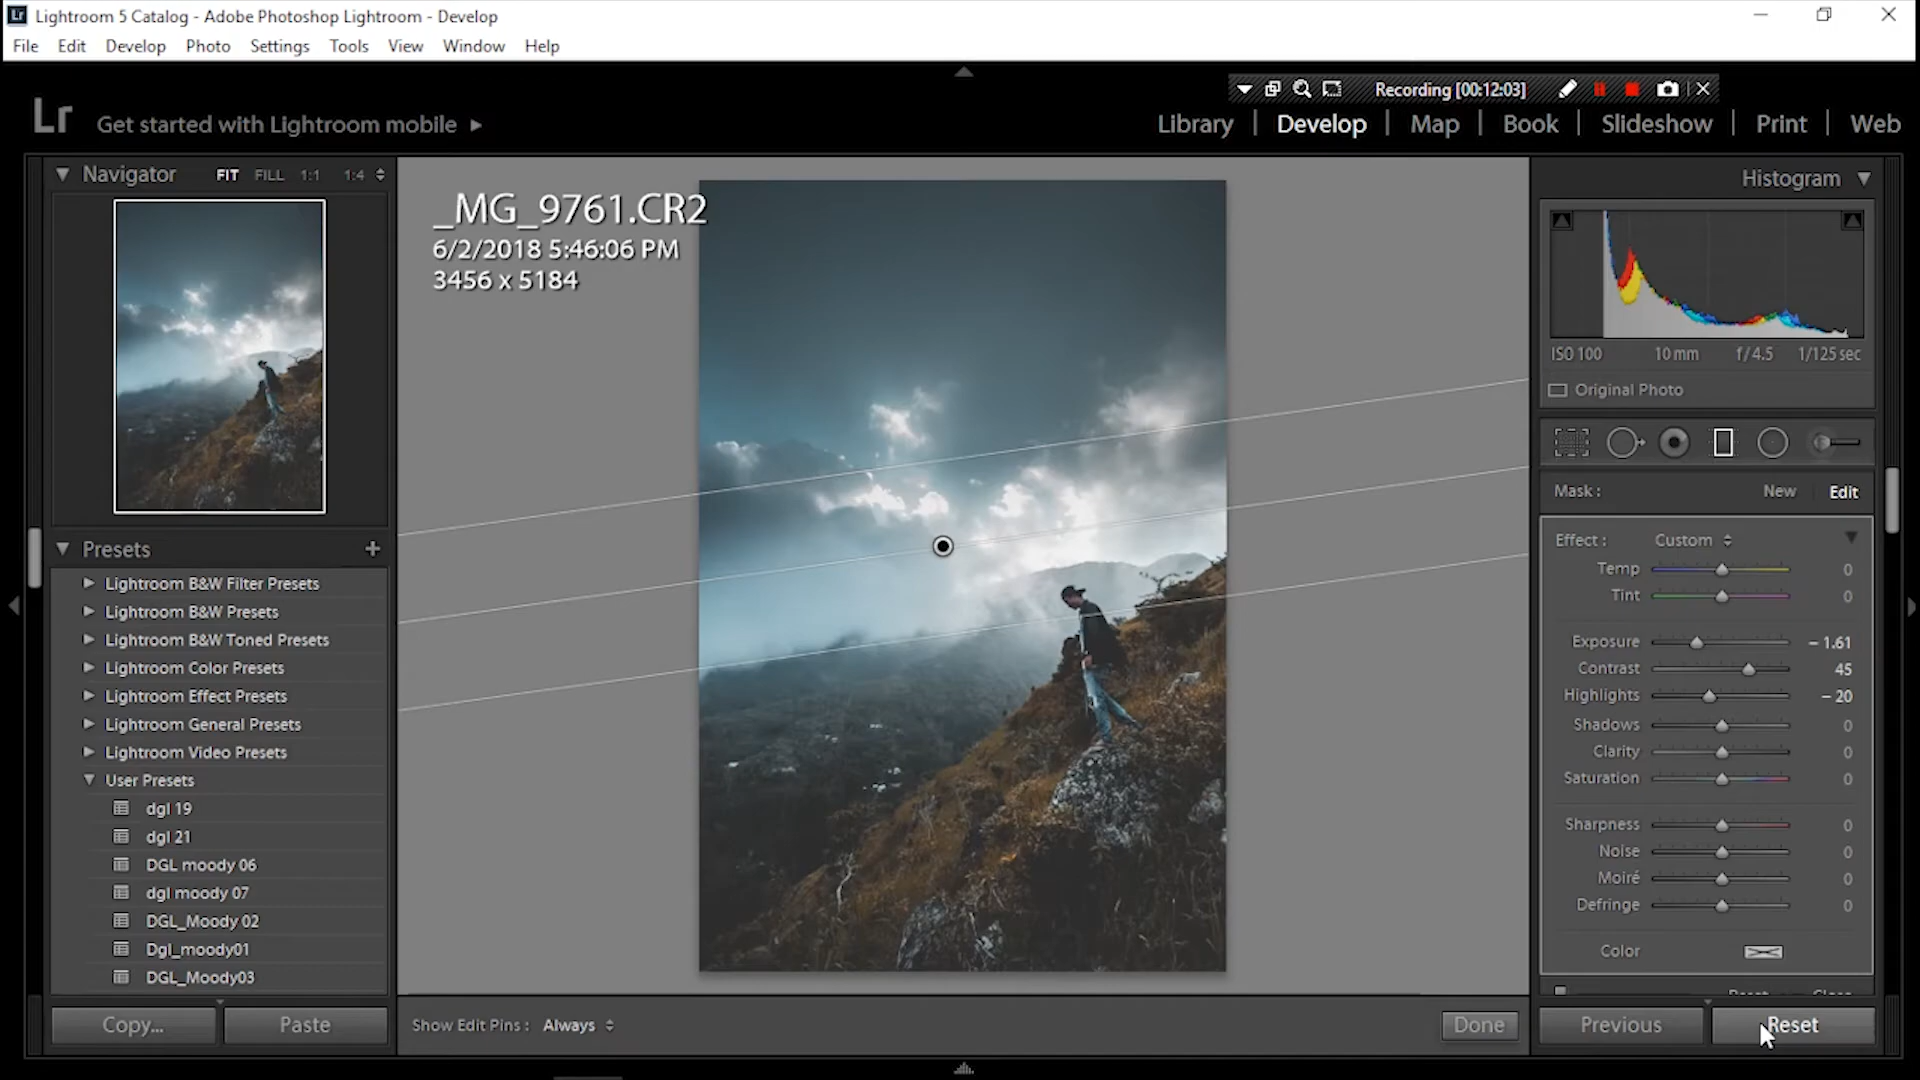 Lr Lightroom 5 Catalog - Adobe Photoshop Lightroom - Develop
File Edit Develop Photo Settings Tools View Window Help
Recording [00:12:03]
Lr Get started with Lightroom mobile
Library Develop Map Book Slideshow Print Web
Navigator FIT FILL 1:1 1:4
_MG_9761.CR2
6/2/2018 5:46:06 PM
3456 x 5184
Presets +
Lightroom B&W Filter Presets
Lightroom B&W Presets
Lightroom B&W Toned Presets
Lightroom Color Presets
Lightroom Effect Presets
Lightroom General Presets
Lightroom Video Presets
User Presets
dgl 19
dgl 21
DGL moody 06
dgl moody 07
DGL_Moody 02
Dgl_moody01
DGL_Moody03
Copy... Paste
Show Edit Pins : Always
Done
Histogram
ISO 100 10 mm f/4.5 1/125 sec
Original Photo
Mask : New Edit
Effect : Custom
Temp 0
Tint 0
Exposure – 1.61
Contrast 45
Highlights – 20
Shadows 0
Clarity 0
Saturation 0
Sharpness 0
Noise 0
Moiré 0
Defringe 0
Color
Previous Reset